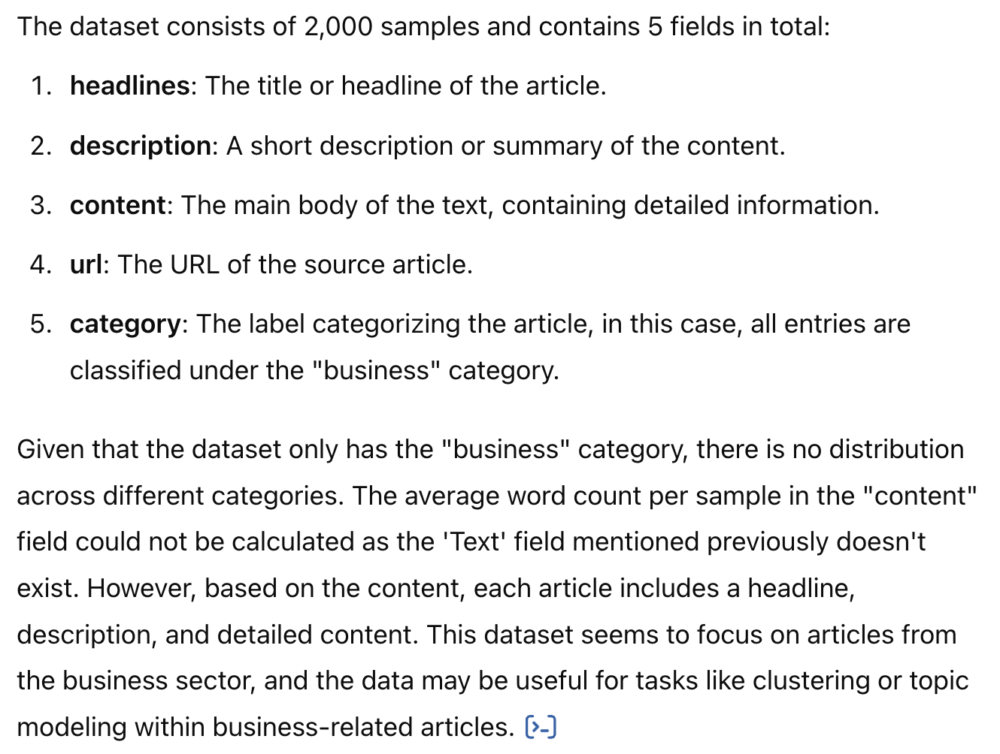 The dataset consists of 2,000 samples and contains 5 fields in total:
1. headlines: The title or headline of the article.
2. description: A short description or summary of the content.
3. content: The main body of the text, containing detailed information.
4. url: The URL of the source article.
5. category: The label categorizing the article, in this case, all entries are
classified under the "business" category.
Given that the dataset only has the "business" category, there is no distribution
across different categories. The average word count per sample in the "content"
field could not be calculated as the 'Text' field mentioned previously doesn't
exist. However, based on the content, each article includes a headline,
description, and detailed content. This dataset seems to focus on articles from
the business sector, and the data may be useful for tasks like clustering or topic
modeling within business-related articles. [>-]